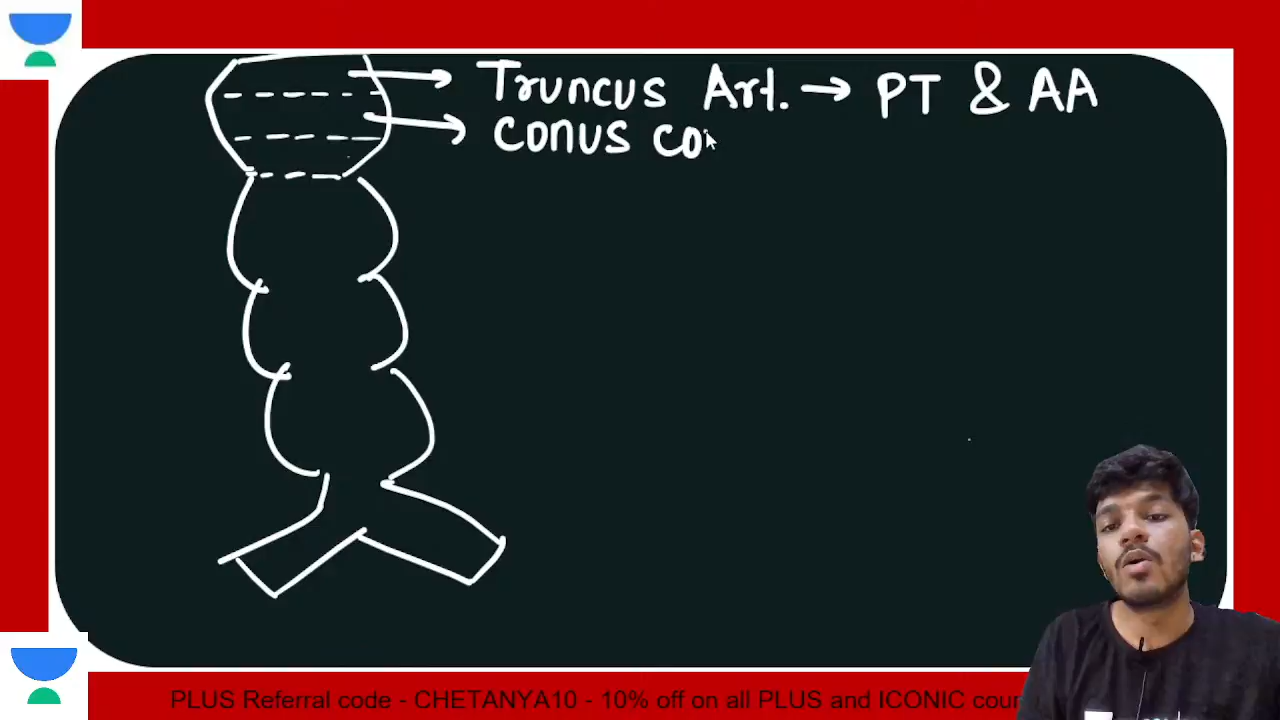 Truncus Art. → PT & AA
Conus co
PLUS Referral code - CHETANYA10 - 10% off on all PLUS and ICONIC cour